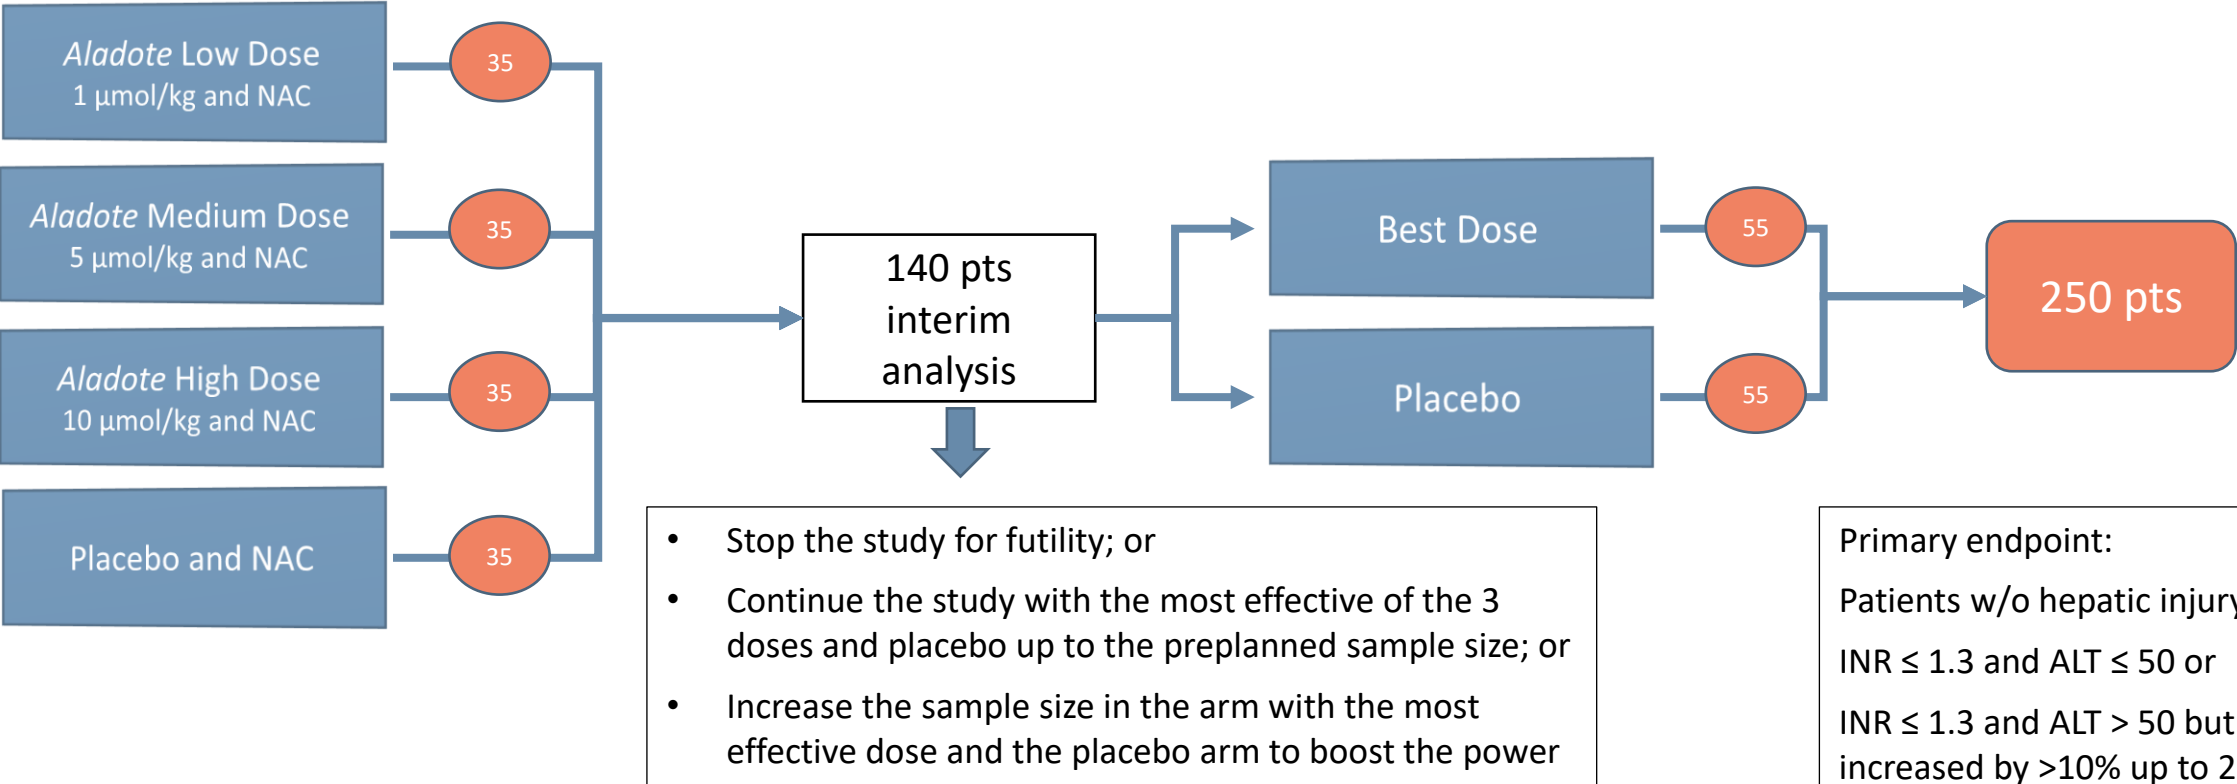 Aladote Low Dose
1 µmol/kg and NAC
35
Aladote Medium Dose
5 µmol/kg and NAC
35
Aladote High Dose
10 µmol/kg and NAC
35
Placebo and NAC
35
140 pts
interim
analysis
Best Dose
55
Placebo
55
250 pts
• Stop the study for futility; or
• Continue the study with the most effective of the 3
doses and placebo up to the preplanned sample size; or
• Increase the sample size in the arm with the most
effective dose and the placebo arm to boost the power
Primary endpoint:
Patients w/o hepatic injury
INR ≤ 1.3 and ALT ≤ 50 or
INR ≤ 1.3 and ALT > 50 but
increased by >10% up to 2